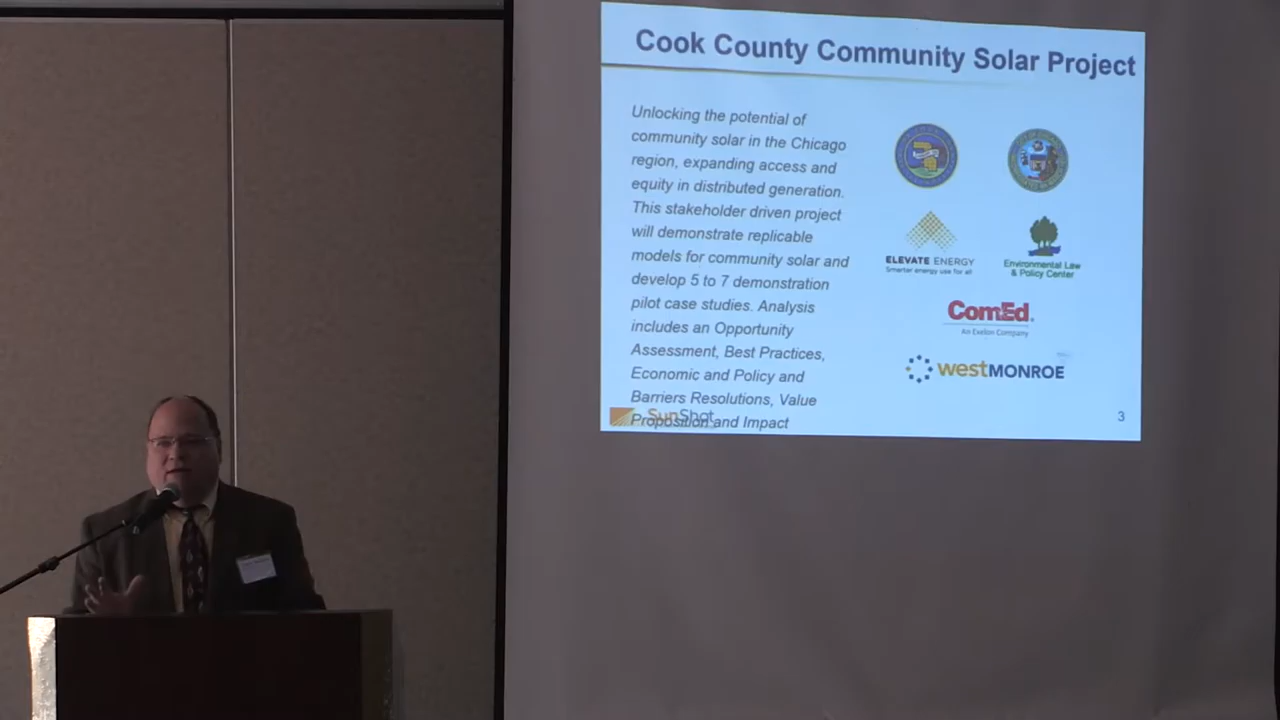 Cook County Community Solar Project
Unlocking the potential of
community solar in the Chicago
region, expanding access and
equity in distributed generation.
This stakeholder driven project
will demonstrate replicable
models for community solar and
develop 5 to 7 demonstration
pilot case studies. Analysis
includes an Opportunity
Assessment, Best Practices,
Economic and Policy and
Barriers Resolutions, Value
Proposition and Impact
SunShot
ELEVATE ENERGY
Smarter energy use for all
Environmental Law
& Policy Center
ComEd.
An Exelon Company
westMONROE
3